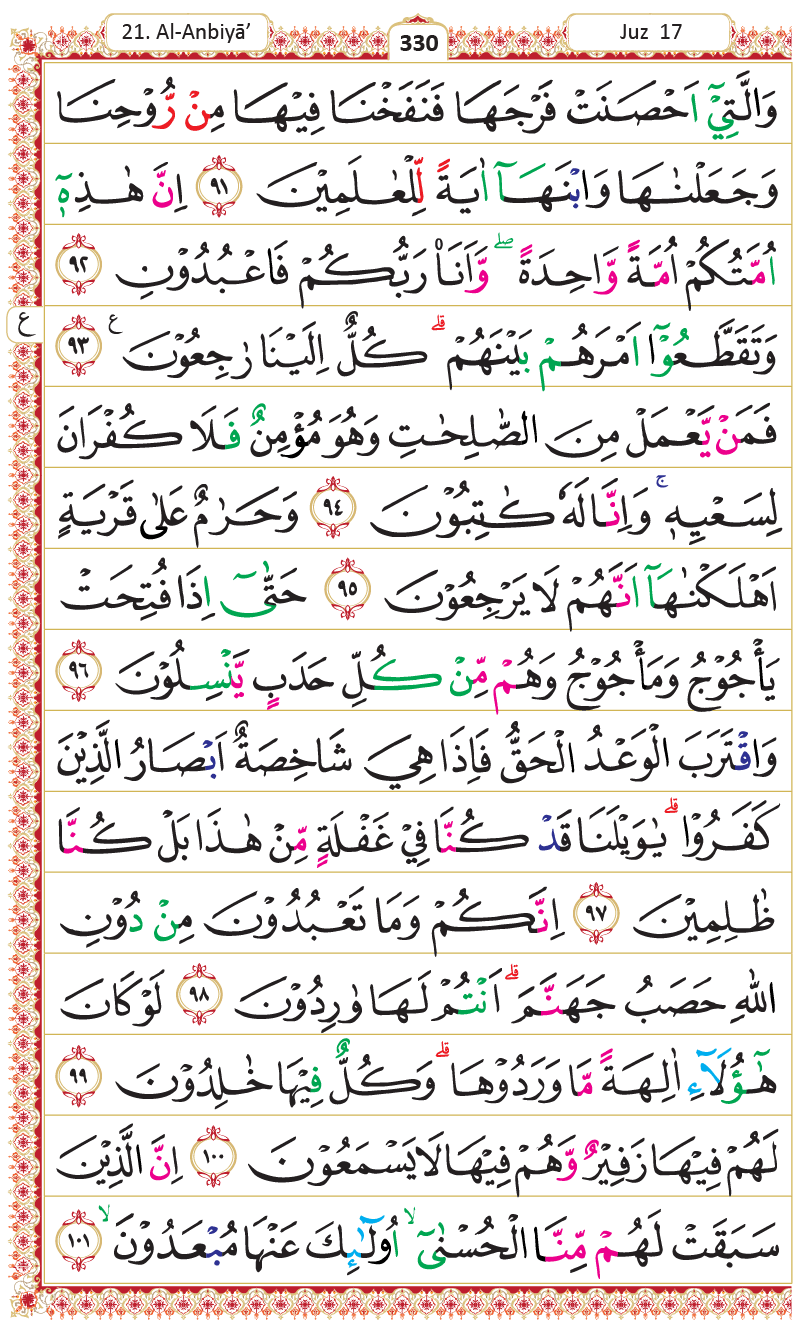 21. Al-Anbiyā’
330
Juz 17
وَالَّتِيْٓ اَحْصَنَتْ فَرْجَهَا فَنَفَخْنَا فِيْهَا مِنْ رُّوْحِنَا
وَجَعَلْنٰهَا وَابْنَهَآ اٰيَةً لِّلْعٰلَمِيْنَ ٩١ اِنَّ هٰذِهٖٓ
اُمَّتُكُمْ اُمَّةً وَّاحِدَةً ۖ وَّاَنَا۠ رَبُّكُمْ فَاعْبُدُوْنِ ٩٢
وَتَقَطَّعُوْٓا اَمْرَهُمْ بَيْنَهُمْ ۗ كُلٌّ اِلَيْنَا رٰجِعُوْنَ ع ٩٣
ع
فَمَنْ يَّعْمَلْ مِنَ الصّٰلِحٰتِ وَهُوَ مُؤْمِنٌ فَلَا كُفْرَانَ
لِسَعْيِهٖ ۚ وَاِنَّا لَهٗ كٰتِبُوْنَ ٩٤ وَحَرٰمٌ عَلٰى قَرْيَةٍ
اَهْلَكْنٰهَآ اَنَّهُمْ لَا يَرْجِعُوْنَ ٩٥ حَتّٰىٓ اِذَا فُتِحَتْ
يَأْجُوْجُ وَمَأْجُوْجُ وَهُمْ مِّنْ كُلِّ حَدَبٍ يَّنْسِلُوْنَ ٩٦
وَاقْتَرَبَ الْوَعْدُ الْحَقُّ فَاِذَا هِيَ شَاخِصَةٌ اَبْصَارُ الَّذِيْنَ
كَفَرُوْا ۗ يٰوَيْلَنَا قَدْ كُنَّا فِيْ غَفْلَةٍ مِّنْ هٰذَا بَلْ كُنَّا
ظٰلِمِيْنَ ٩٧ اِنَّكُمْ وَمَا تَعْبُدُوْنَ مِنْ دُوْنِ
اللّٰهِ حَصَبُ جَهَنَّمَ ۗ اَنْتُمْ لَهَا وٰرِدُوْنَ ٩٨ لَوْ كَانَ
هٰٓؤُلَاۤءِ اٰلِهَةً مَّا وَرَدُوْهَا ۗ وَكُلٌّ فِيْهَا خٰلِدُوْنَ ٩٩
لَهُمْ فِيْهَا زَفِيْرٌ وَّهُمْ فِيْهَا لَا يَسْمَعُوْنَ ١٠٠ اِنَّ الَّذِيْنَ
سَبَقَتْ لَهُمْ مِّنَّا الْحُسْنٰىٓ ۙ اُولٰۤىِٕكَ عَنْهَا مُبْعَدُوْنَ ۙ ١٠١